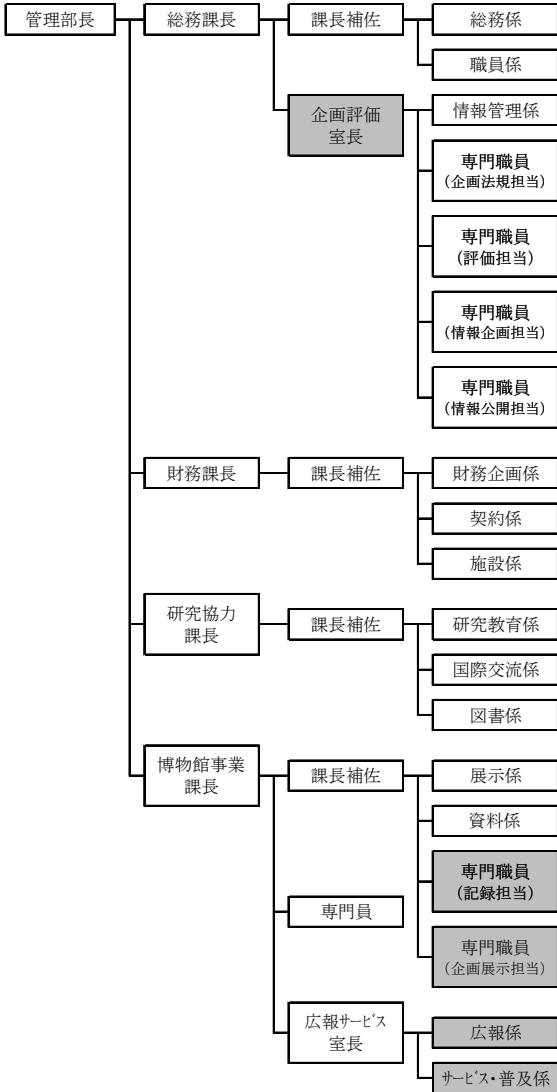 管理部長
総務課長
課長補佐
総務係
職員係
企画評価
室長
情報管理係
専門職員
(企画法規担当)
専門職員
(評価担当)
専門職員
(情報企画担当)
専門職員
(情報公開担当)
財務課長
課長補佐
財務企画係
契約係
施設係
研究協力
課長
課長補佐
研究教育係
国際交流係
図書係
博物館事業
課長
課長補佐
展示係
資料係
専門職員
(記録担当)
専門職員
(企画展示担当)
専門員
広報サービス
室長
広報係
サービス・普及係